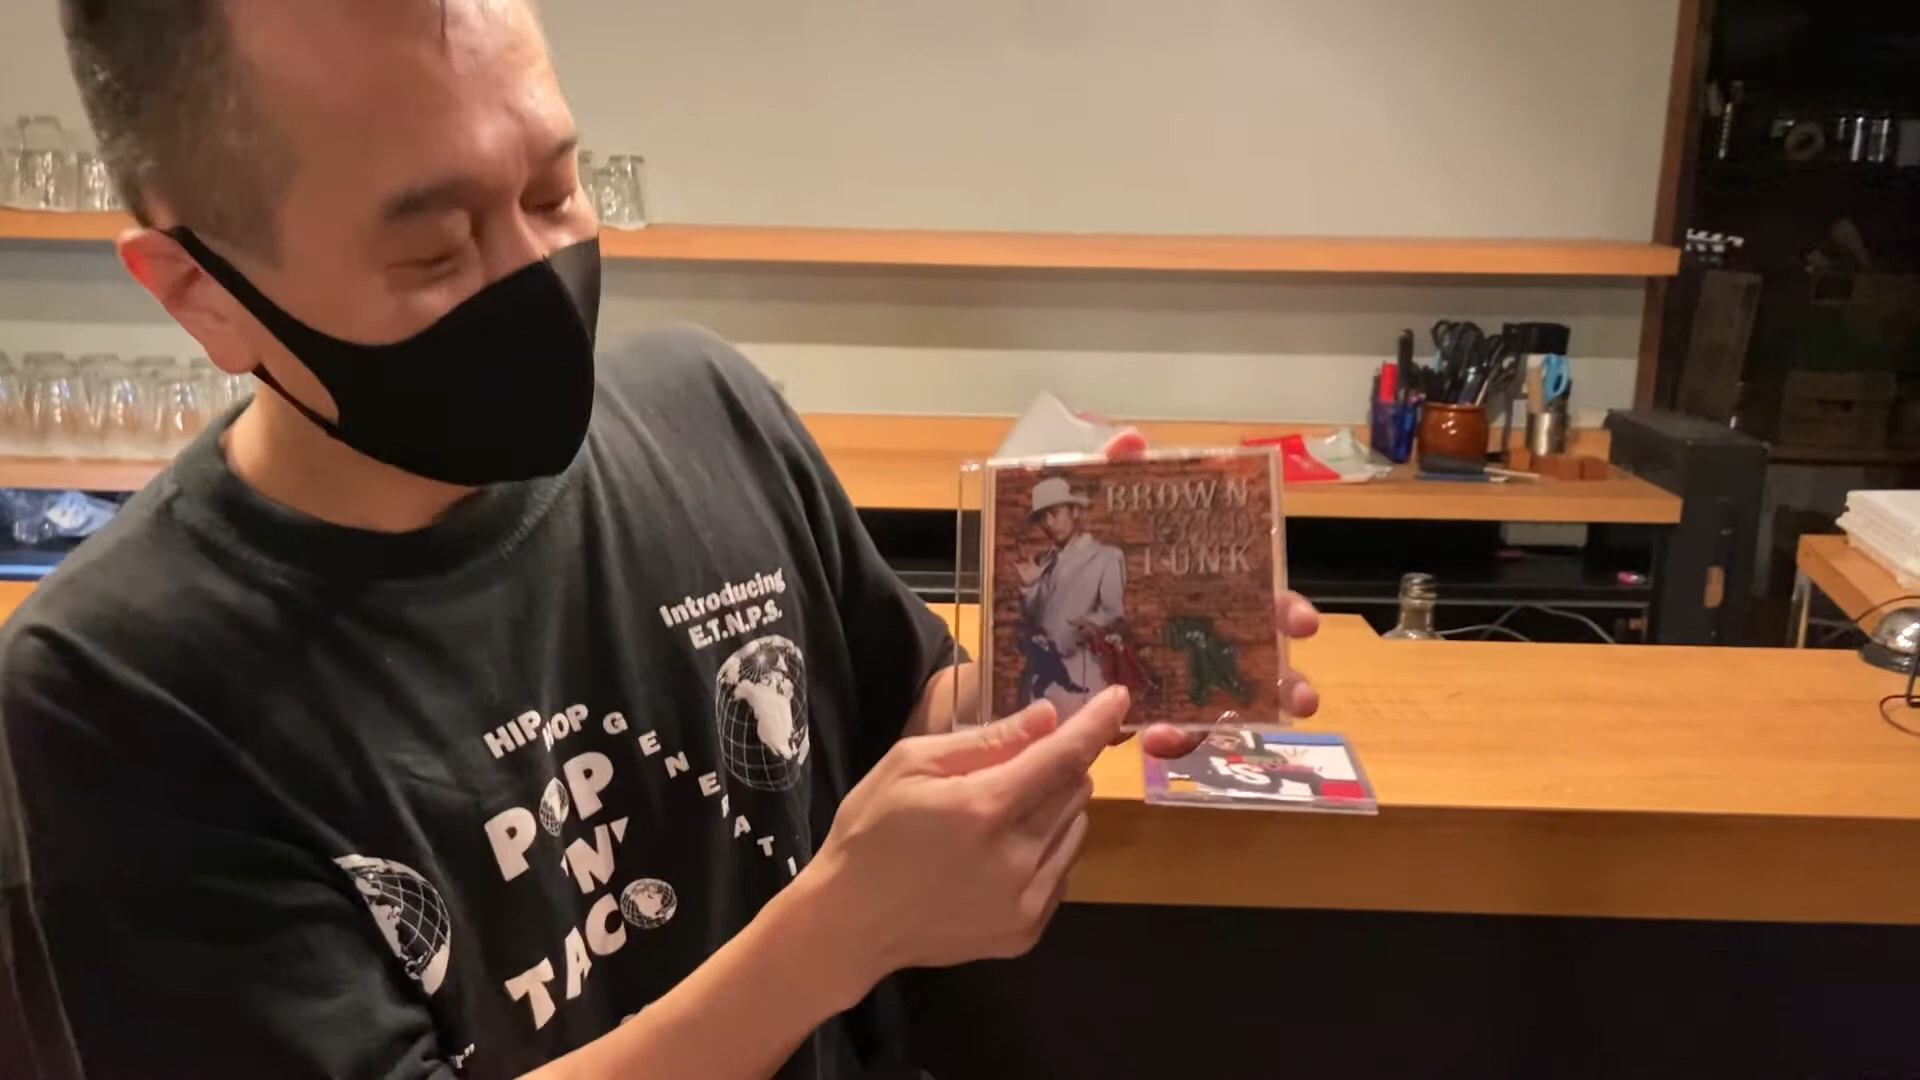 Introducing
E.T.N.P.S.
HIP HOP GENERATI
POP
'N'
TACO
BROWN
FUNK
S